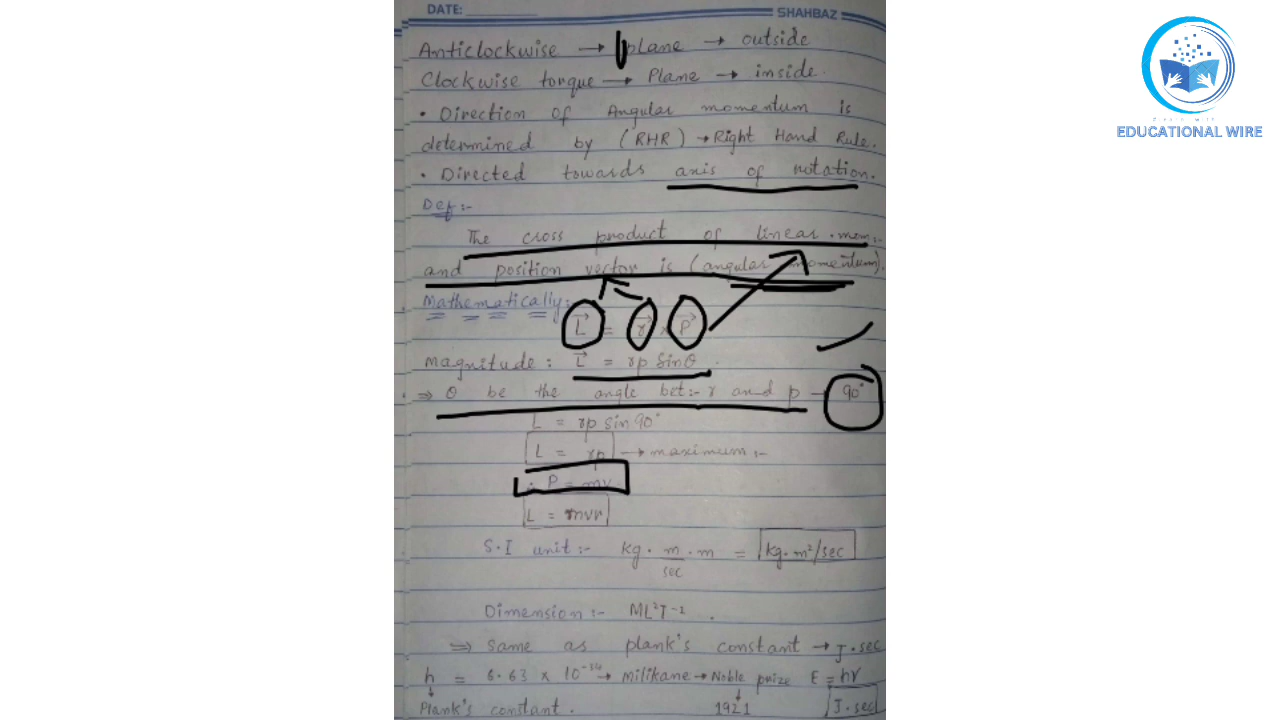 DATE:
SHAHBAZ
Anticlockwise → plane → outside
Clockwise torque → Plane → inside.
• Direction of Angular momentum is
determined by (RHR) → Right Hand Rule.
• Directed towards axis of rotation.
Def:-
The cross product of linear mom:-
and position vector is (angular momentum).
Mathematically:
L⃗ = r⃗ × P⃗
Magnitude: L⃗ = rp Sinθ
⇒ θ be the angle bet:- r and p → 90°
L = rp sin 90°
L = rp → maximum :-
∴ P = mv
L = mvr
S.I unit:- kg · m/sec · m = kg·m²/sec
Dimension:- ML²T⁻² .
⇒ Same as plank's constant → J·sec
h = 6.63 × 10⁻³⁴ → milikane → Noble prize E = hν
↓ Plank's constant. ↓ 1921 J·sec
EDUCATIONAL WIRE